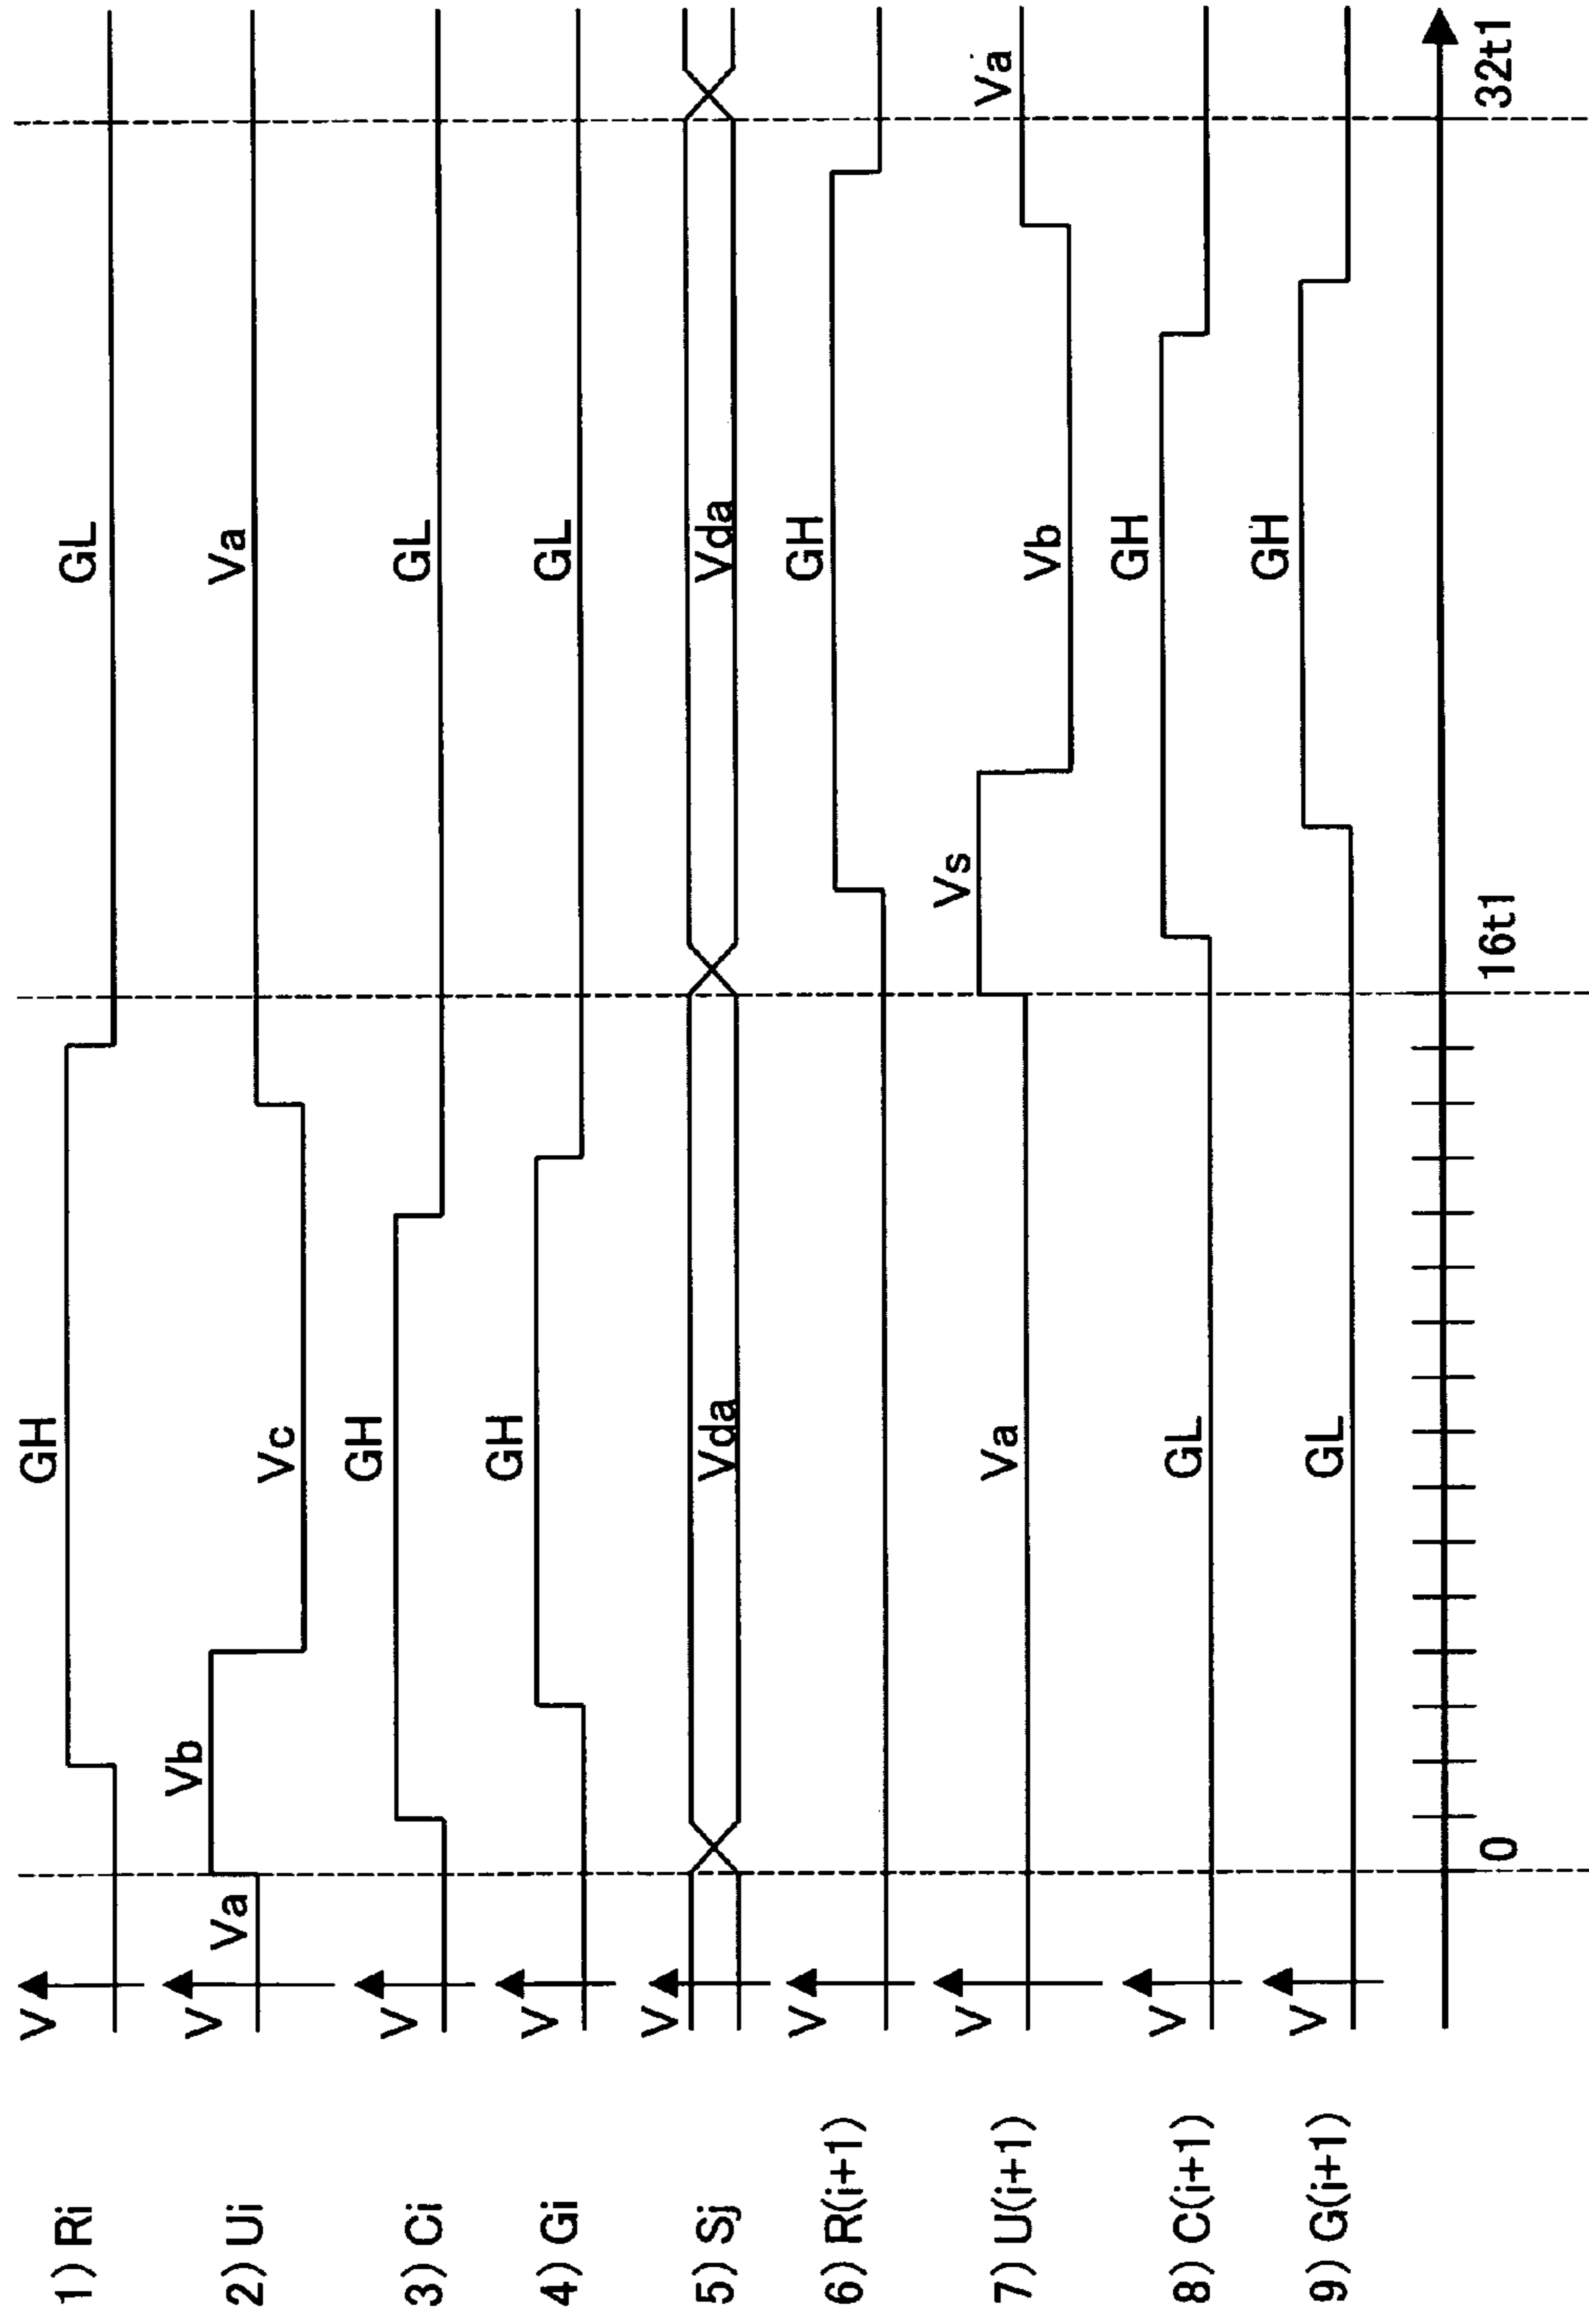 1) Ri V GH GL
2) Ui V Va Vb Vc Va
3) Ci V GH GL
4) Gi V GH GL
5) Sj V Vda Vda
6) R(i+1) V GH
7) U(i+1) V Va Vs Vb Va
8) C(i+1) V GL GH
9) G(i+1) V GL GH
0 16t1 32t1